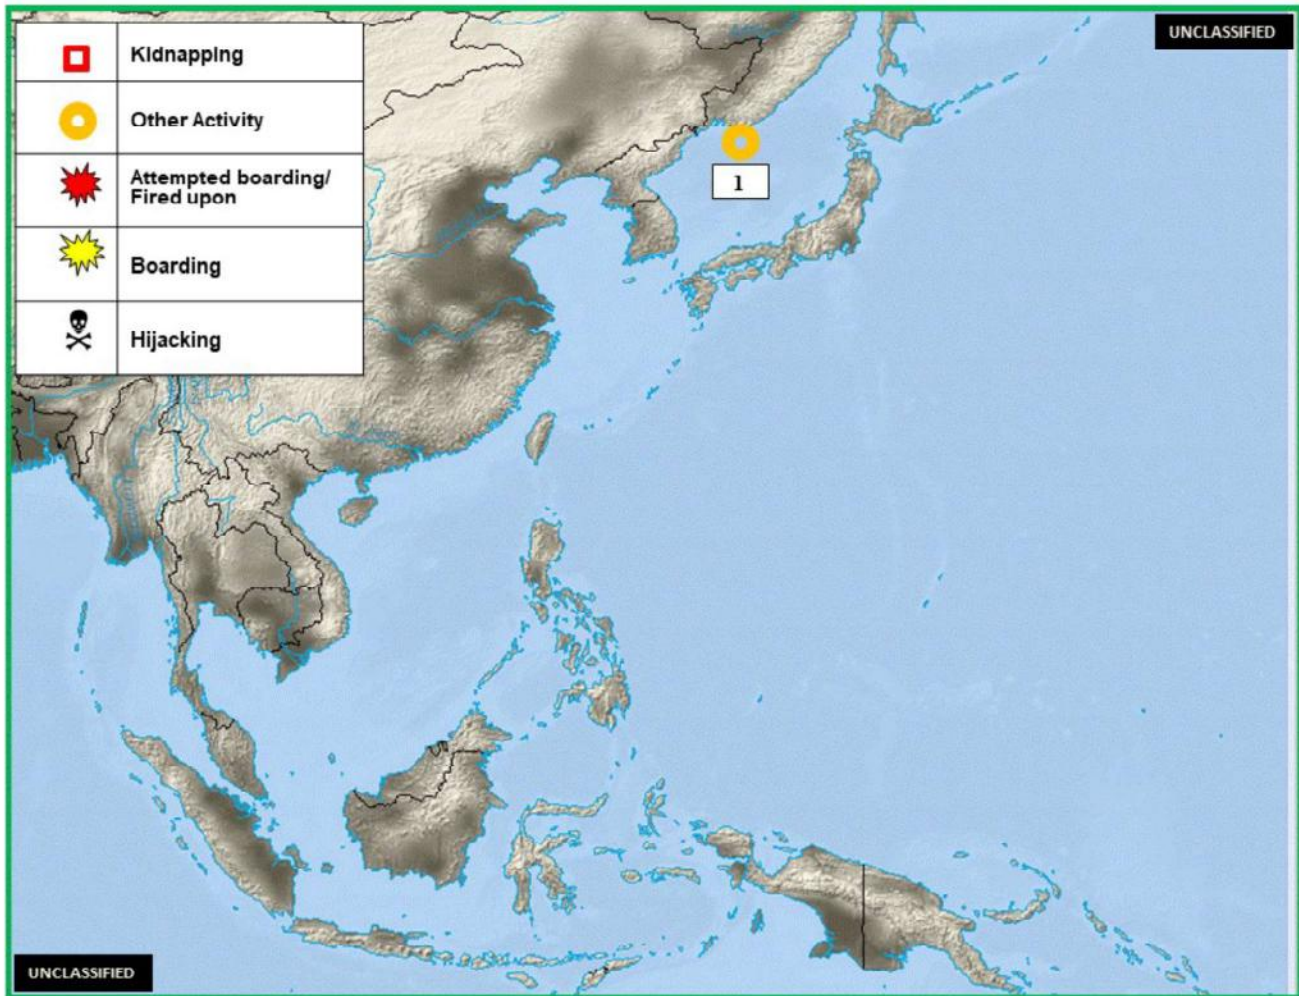 UNCLASSIFIED
Kidnapping
Other Activity
Attempted boarding/
Fired upon
Boarding
Hijacking
1
UNCLASSIFIED